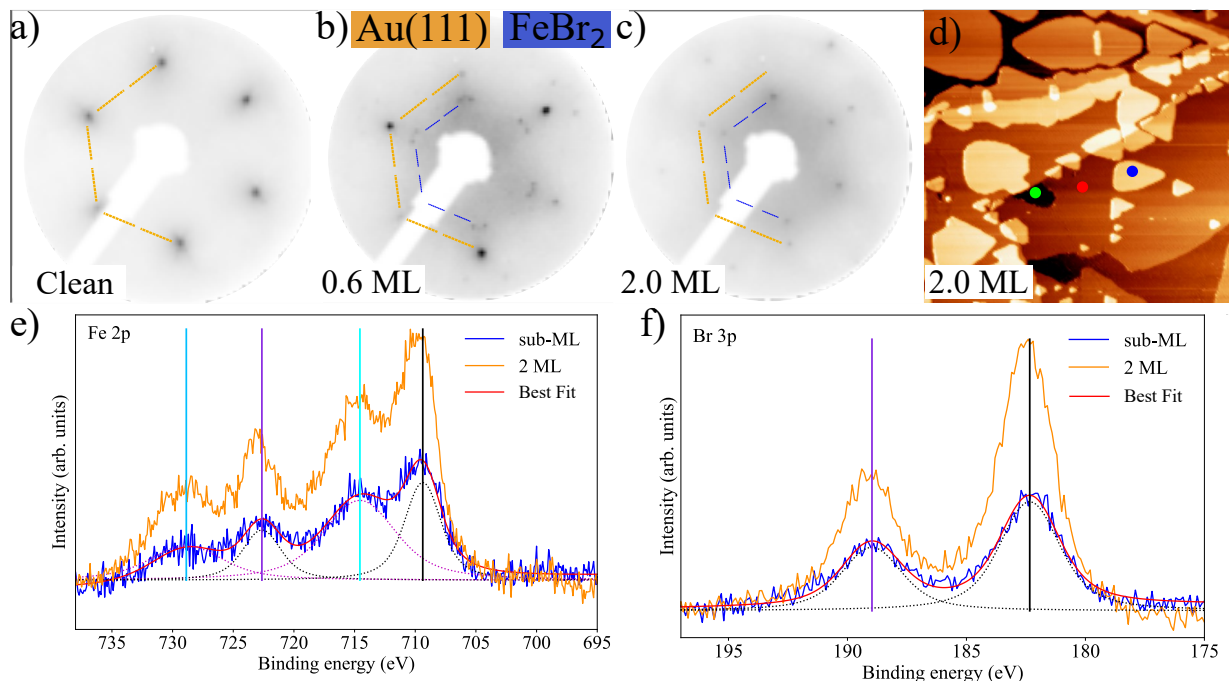 a)
b) Au(111) FeBr₂
c)
d)
Clean
0.6 ML
2.0 ML
2.0 ML
e)
Fe 2p
sub-ML
2 ML
Best Fit
Intensity (arb. units)
735 730 725 720 715 710 705 700 695
Binding energy (eV)
f)
Br 3p
sub-ML
2 ML
Best Fit
Intensity (arb. units)
195 190 185 180 175
Binding energy (eV)